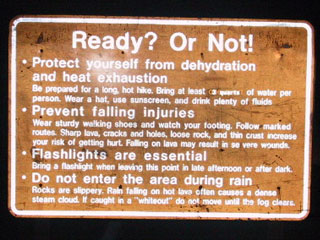 Ready? Or Not!
• Protect yourself from dehydration
and heat exhaustion
Be prepared for a long, hot hike. Bring at least 2 quarts of water per
person. Wear a hat, use sunscreen, and drink plenty of fluids
• Prevent falling injuries
Wear sturdy walking shoes and watch your footing. Follow marked
routes. Sharp lava, cracks and holes, loose rock, and thin crust increase
your risk of getting hurt. Falling on lava may result in se vere wounds.
• Flashlights are essential
Bring a flashlight when leaving this point in late afternoon or after dark.
• Do not enter the area during rain
Rocks are slippery. Rain falling on hot lava often causes a dense
steam cloud. If caught in a "whiteout" do not move until the fog clears.